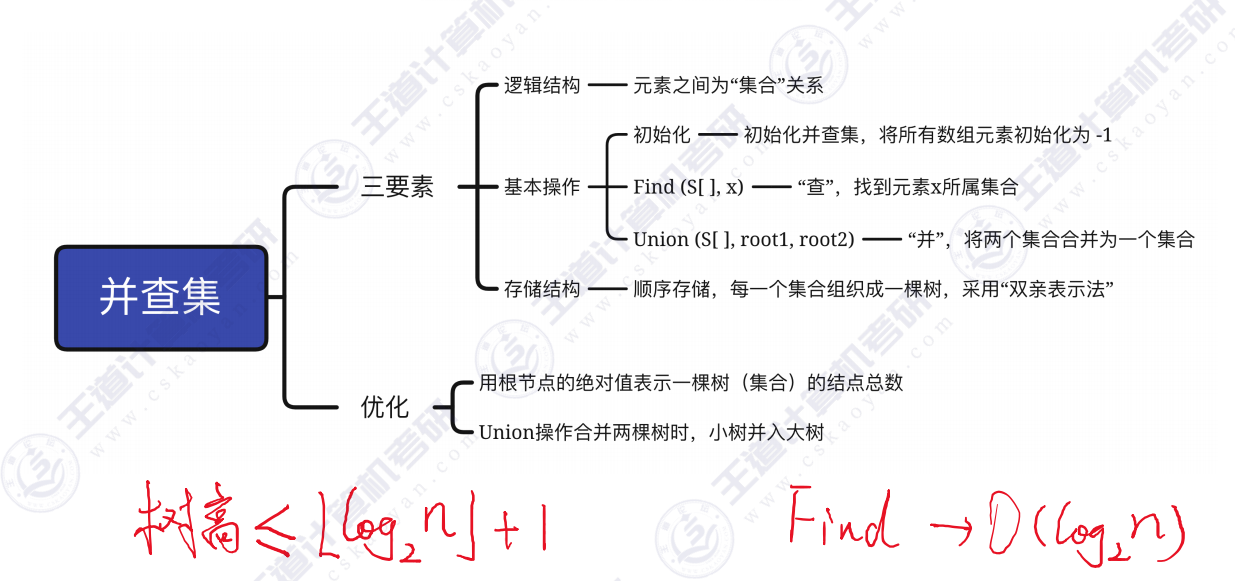 逻辑结构 元素之间为“集合”关系
初始化 初始化并查集，将所有数组元素初始化为 -1
三要素 基本操作 Find (S[ ], x) “查”，找到元素x所属集合
Union (S[ ], root1, root2) “并”，将两个集合合并为一个集合
存储结构 顺序存储，每一个集合组织成一棵树，采用“双亲表示法”
并查集
用根节点的绝对值表示一棵树（集合）的结点总数
优化
Union操作合并两棵树时，小树并入大树
树高≤⌊log₂n⌋+1 Find → O(log₂n)
王道计算机考研
www.cskaoyan.com